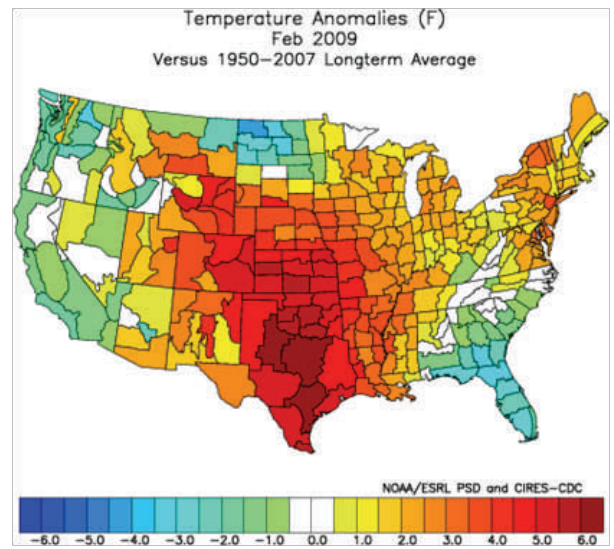 Temperature Anomalies (F)
Feb 2009
Versus 1950-2007 Longterm Average
NOAA/ESRL PSD and CIRES-CDC
-6.0 -5.0 -4.0 -3.0 -2.0 -1.0 0.0 1.0 2.0 3.0 4.0 5.0 6.0